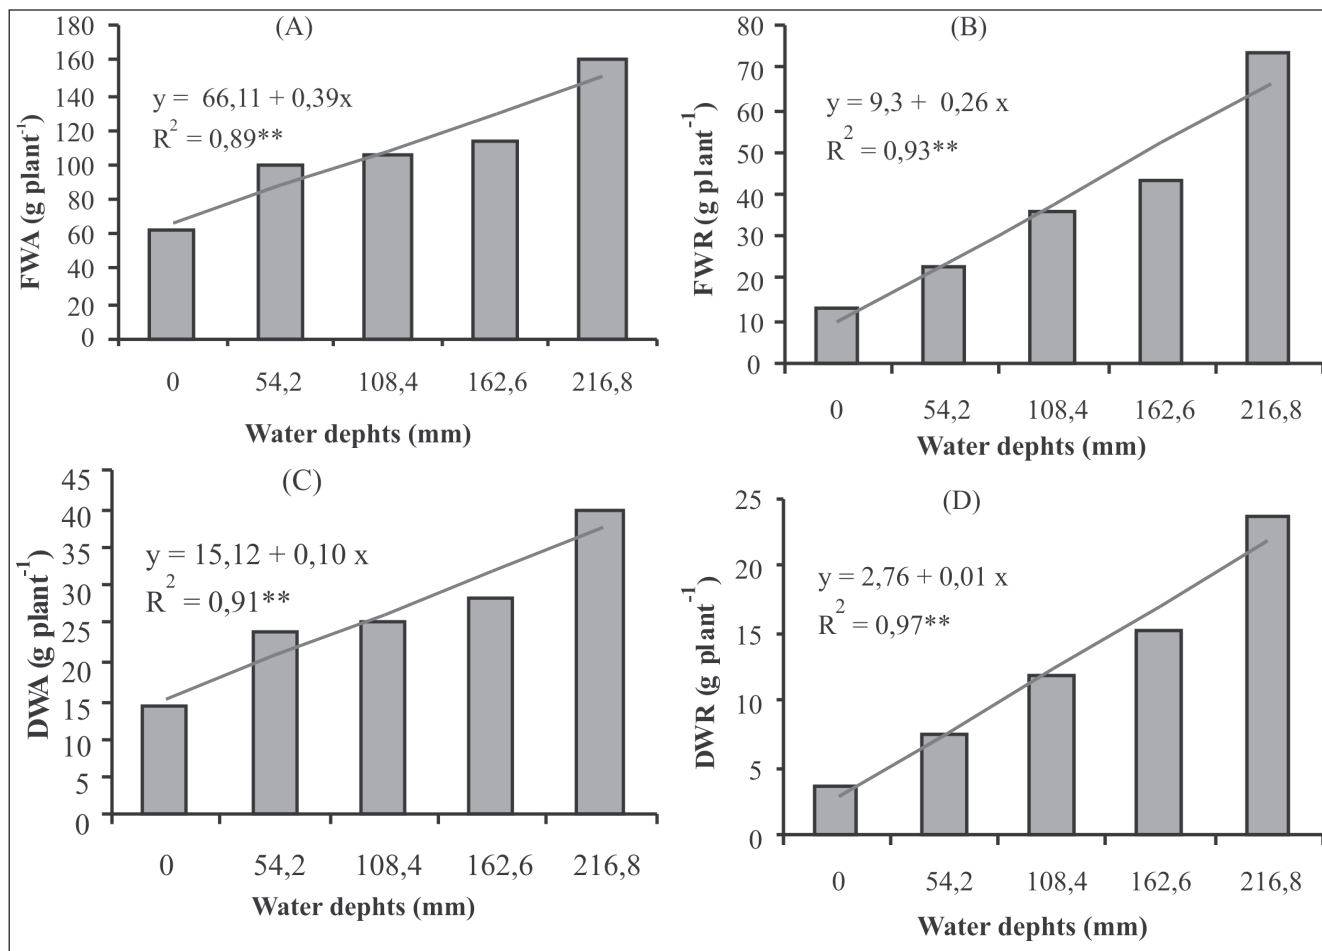 (A)
FWA (g plant⁻¹)
180
160
140
120
100
80
60
40
20
0
y = 66,11 + 0,39x
R² = 0,89**
0 54,2 108,4 162,6 216,8
Water dephts (mm)
(B)
FWR (g plant⁻¹)
80
70
60
50
40
30
20
10
0
y = 9,3 + 0,26 x
R² = 0,93**
0 54,2 108,4 162,6 216,8
Water dephts (mm)
(C)
DWA (g plant⁻¹)
45
40
35
30
25
20
15
10
5
0
y = 15,12 + 0,10 x
R² = 0,91**
0 54,2 108,4 162,6 216,8
Water dephts (mm)
(D)
DWR (g plant⁻¹)
25
20
15
10
5
0
y = 2,76 + 0,01 x
R² = 0,97**
0 54,2 108,4 162,6 216,8
Water dephts (mm)